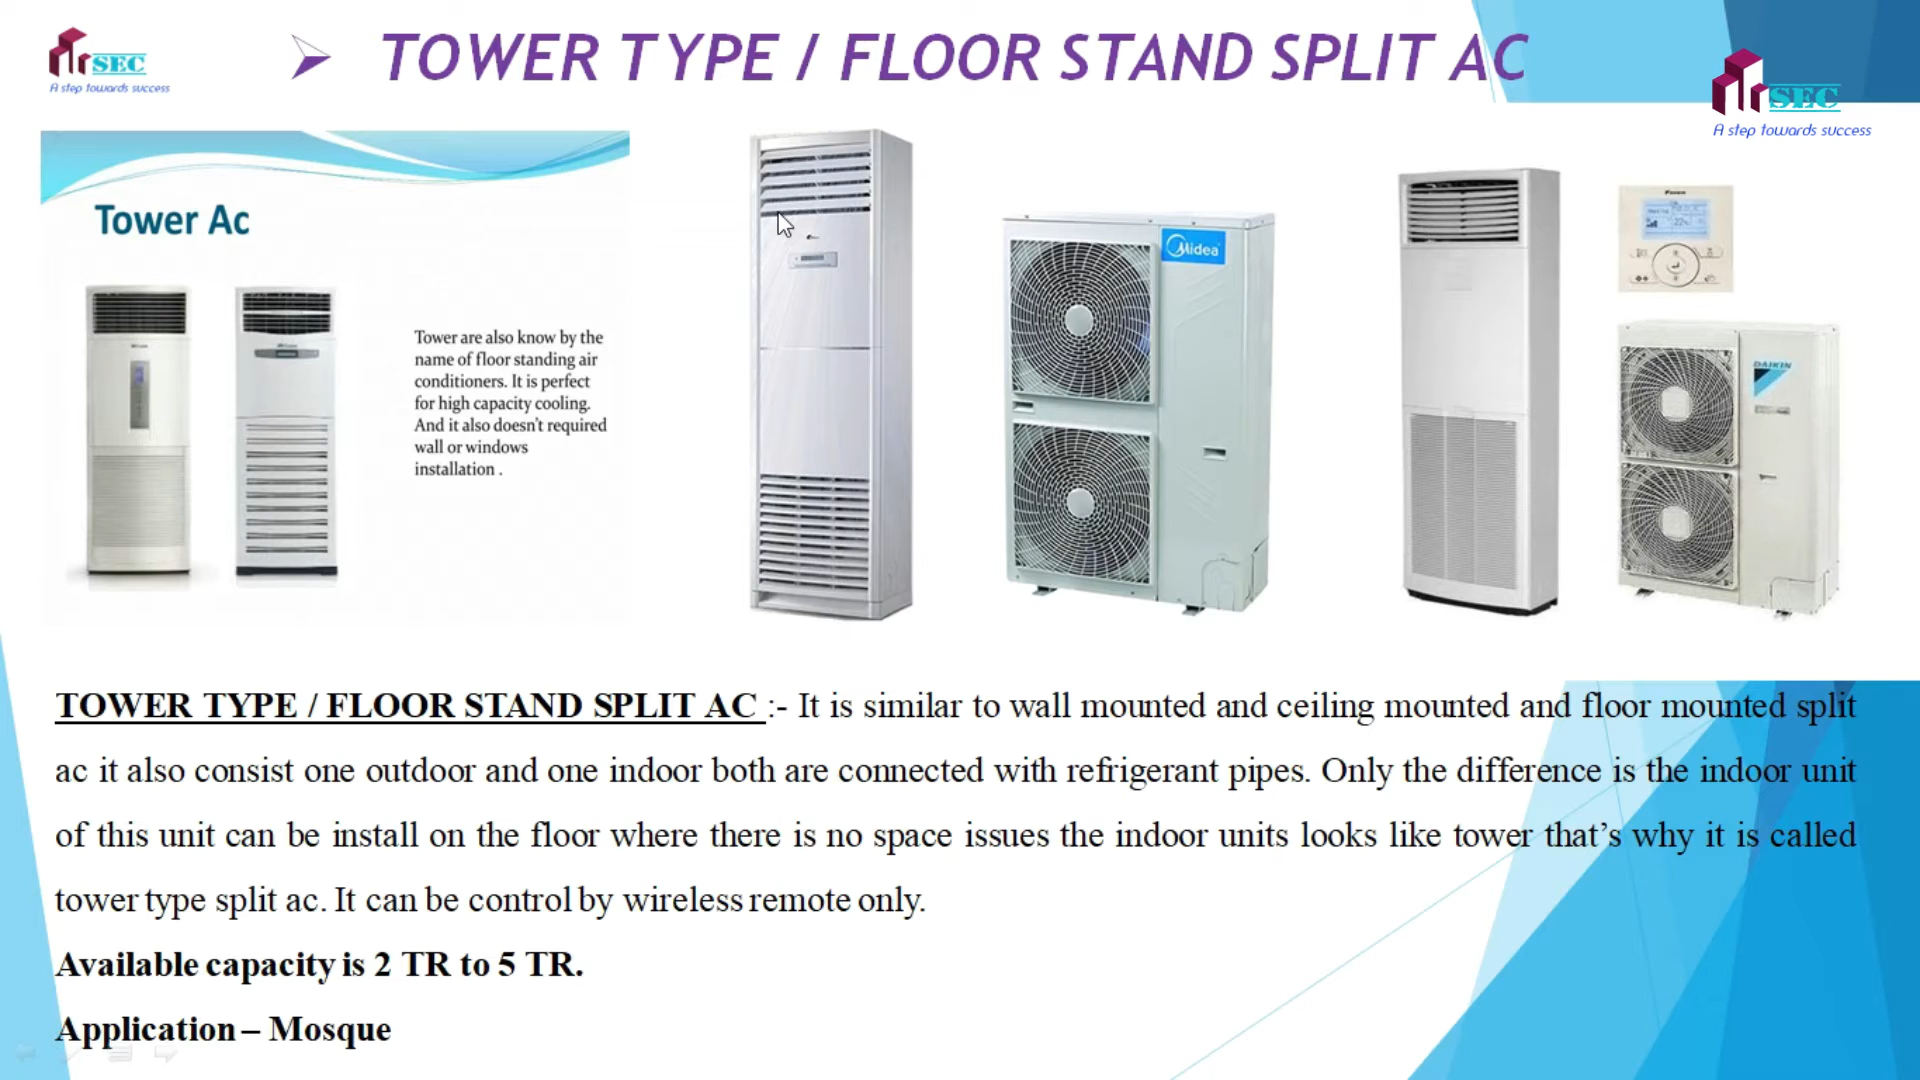 SEC
A step towards success
TOWER TYPE / FLOOR STAND SPLIT AC
SEC
A step towards success
Tower Ac
Tower are also know by the
name of floor standing air
conditioners. It is perfect
for high capacity cooling.
And it also doesn't required
wall or windows
installation .
Midea
DAIKIN
TOWER TYPE / FLOOR STAND SPLIT AC :- It is similar to wall mounted and ceiling mounted and floor mounted split
ac it also consist one outdoor and one indoor both are connected with refrigerant pipes. Only the difference is the indoor unit
of this unit can be install on the floor where there is no space issues the indoor units looks like tower that’s why it is called
tower type split ac. It can be control by wireless remote only.
Available capacity is 2 TR to 5 TR.
Application – Mosque